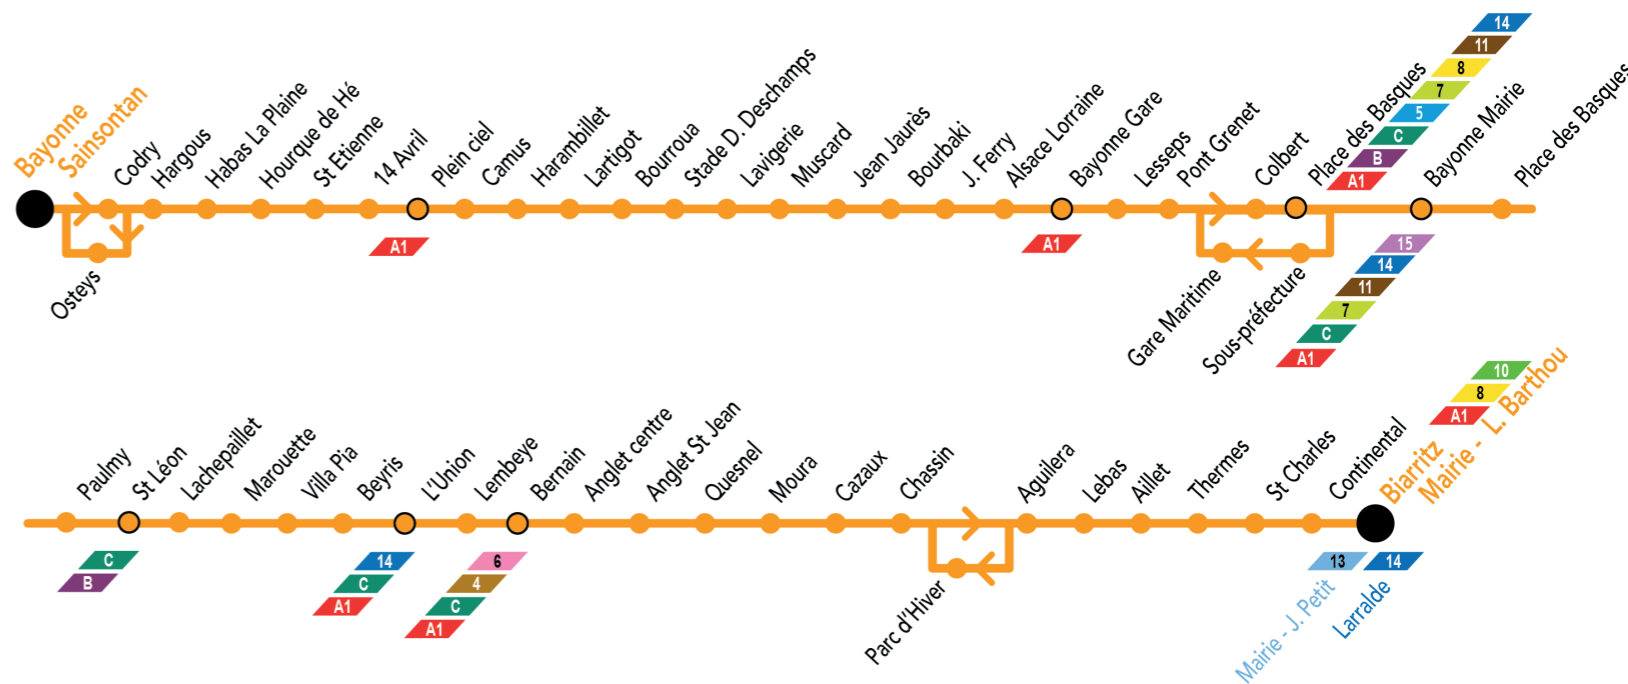 Bayonne
Sainsontan
Codry
Hargous
Habas La Plaine
Hourque de Hé
St Etienne
14 Avril
Plein ciel
Camus
Harambillet
Lartigot
Bourroua
Stade D. Deschamps
Lavigerie
Muscard
Jean Jaurès
Bourbaki
J. Ferry
Alsace Lorraine
Bayonne Gare
Lesseps
Pont Grenet
Colbert
Place des Basques
14
11
8
7
5
C
B
A1
Bayonne Mairie
Place des Basques
Osteys
A1
A1
Gare Maritime
Sous-préfecture
15
14
11
7
C
A1
Paulmy
St Léon
Lachepaillet
Marouette
Villa Pia
Beyris
L'Union
Lembeye
Bernain
Anglet centre
Anglet St Jean
Quesnel
Moura
Cazaux
Chassin
Aguilera
Lebas
Aillet
Thermes
St Charles
Continental
Biarritz
Mairie - L. Barthou
10
8
A1
C
B
14
C
A1
6
4
C
A1
Parc d'Hiver
13
Mairie - J. Petit
14
Larralde